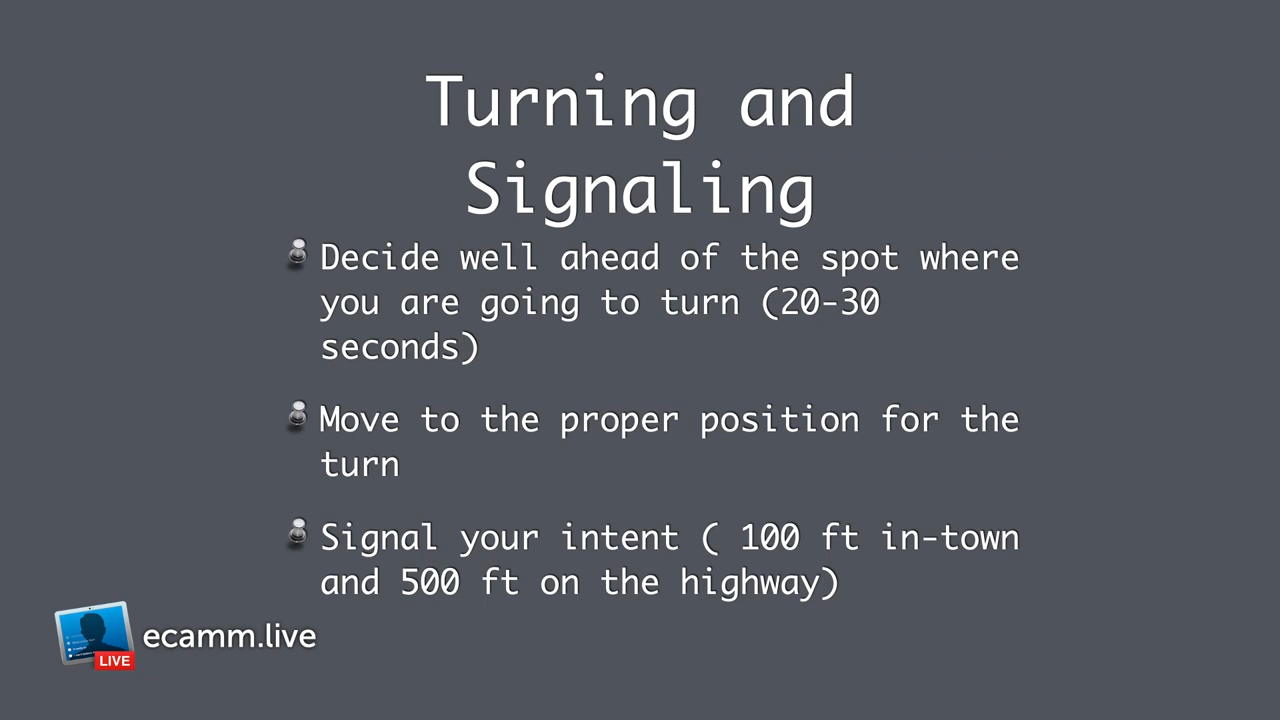 Turning and
Signaling
Decide well ahead of the spot where
you are going to turn (20-30
seconds)
Move to the proper position for the
turn
Signal your intent ( 100 ft in-town
and 500 ft on the highway)
ecamm.live
LIVE